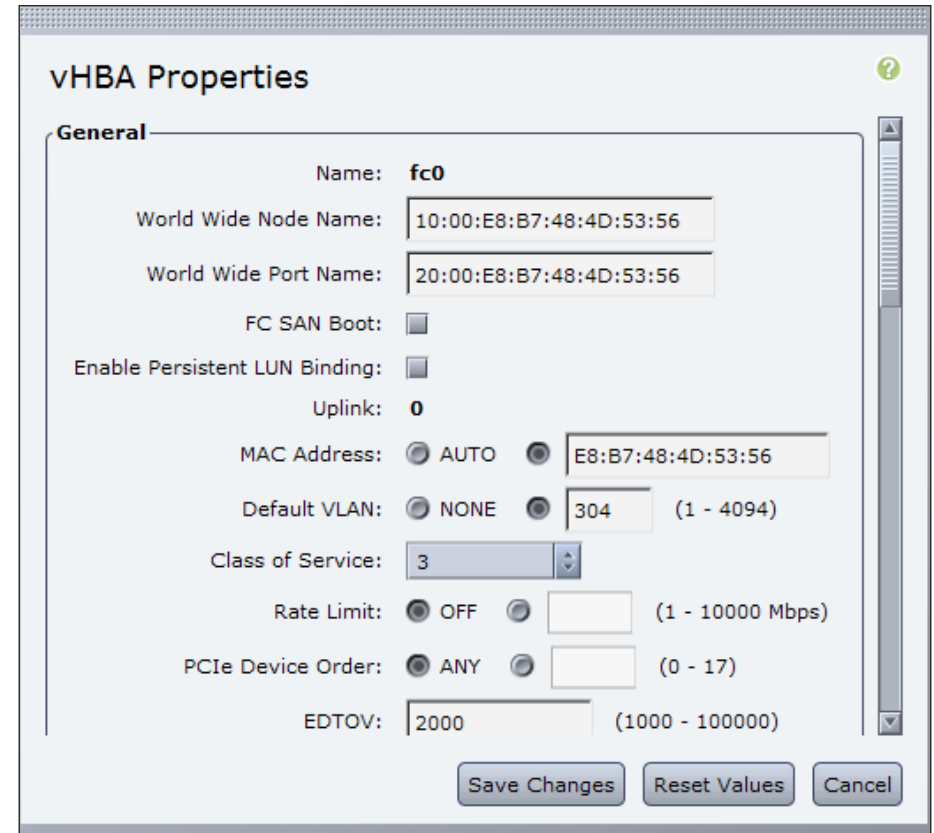 vHBA Properties
?
General
Name: fc0
World Wide Node Name: 10:00:E8:B7:48:4D:53:56
World Wide Port Name: 20:00:E8:B7:48:4D:53:56
FC SAN Boot:
Enable Persistent LUN Binding:
Uplink: 0
MAC Address: AUTO E8:B7:48:4D:53:56
Default VLAN: NONE 304 (1 - 4094)
Class of Service: 3
Rate Limit: OFF (1 - 10000 Mbps)
PCIe Device Order: ANY (0 - 17)
EDTOV: 2000 (1000 - 100000)
Save Changes Reset Values Cancel